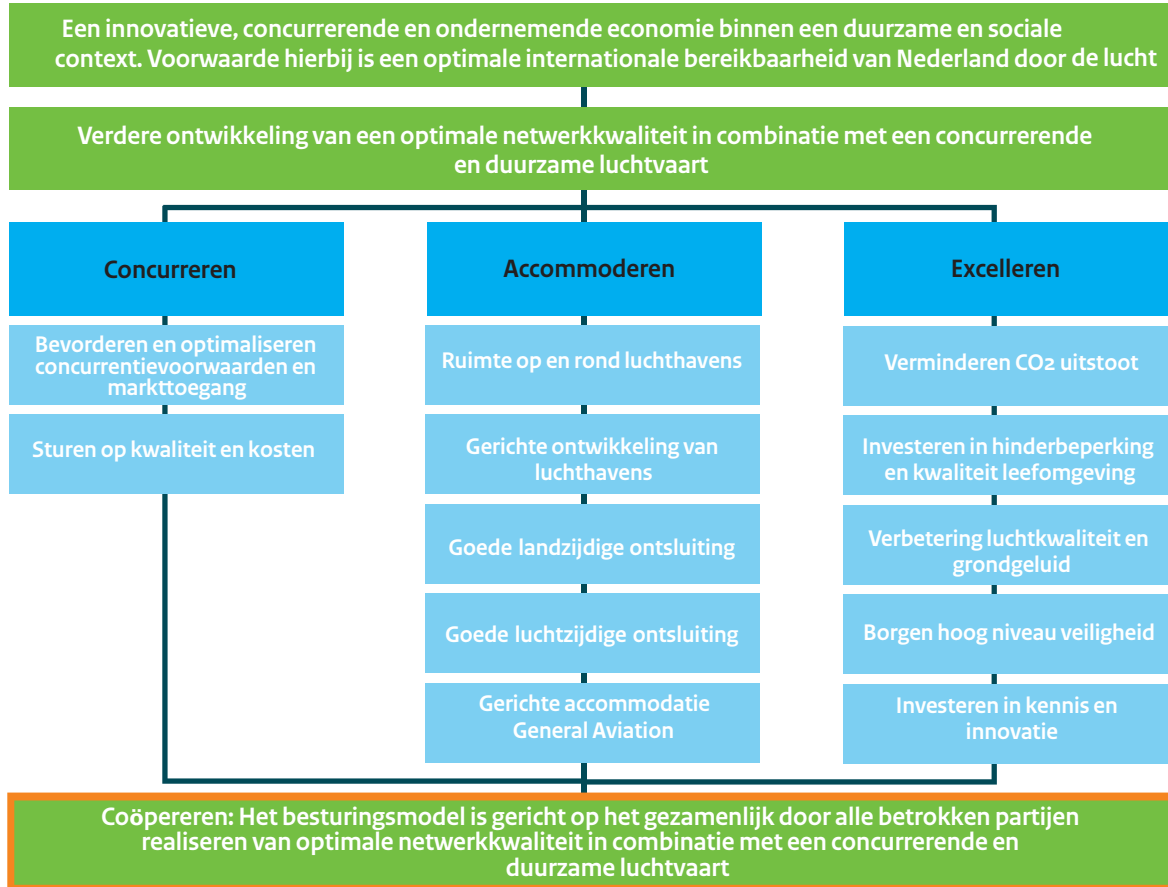 Een innovatieve, concurrerende en ondernemende economie binnen een duurzame en sociale
context. Voorwaarde hierbij is een optimale internationale bereikbaarheid van Nederland door de lucht
Verdere ontwikkeling van een optimale netwerkkwaliteit in combinatie met een concurrerende
en duurzame luchtvaart
Concurreren
Bevorderen en optimaliseren
concurrentievoorwaarden en
markttoegang
Sturen op kwaliteit en kosten
Accommoderen
Ruimte op en rond luchthavens
Gerichte ontwikkeling van
luchthavens
Goede landzijdige ontsluiting
Goede luchtzijdige ontsluiting
Gerichte accommodatie
General Aviation
Excelleren
Verminderen CO2 uitstoot
Investeren in hinderbeperking
en kwaliteit leefomgeving
Verbetering luchtkwaliteit en
grondgeluid
Borgen hoog niveau veiligheid
Investeren in kennis en
innovatie
Coöpereren: Het besturingsmodel is gericht op het gezamenlijk door alle betrokken partijen
realiseren van optimale netwerkkwaliteit in combinatie met een concurrerende en
duurzame luchtvaart